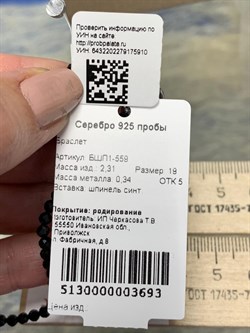 Проверить информацию по
УИН на сайте
http://probpalata.ru
УИН: 6432202279175910
Серебро 925 пробы
Браслет
Артикул: БШП1-559
Масса изд.: 2,31 Размер: 18
Масса металла: 0,34 ОТК 5
Вставка: шпинель синт.
Покрытие: родирование
Изготовитель: ИП Черкасова Т.В.
155550 Ивановская обл.,
г.Приволжск
ул. Фабричная, д.8
S130000003693
Цена изд.
ГОСТ 17435-7